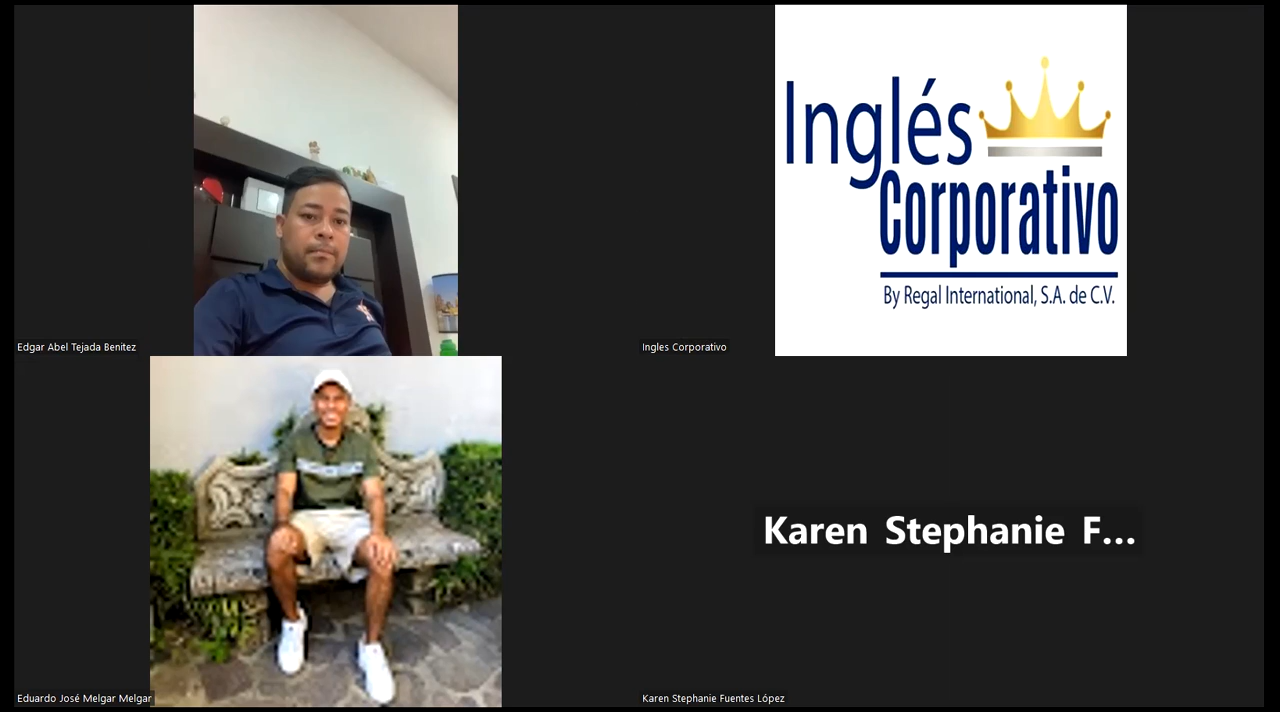 Inglés
Corporativo
By Regal International, S.A. de C.V.
Edgar Abel Tejada Benitez
Ingles Corporativo
Karen Stephanie F...
Eduardo José Melgar Melgar
Karen Stephanie Fuentes López